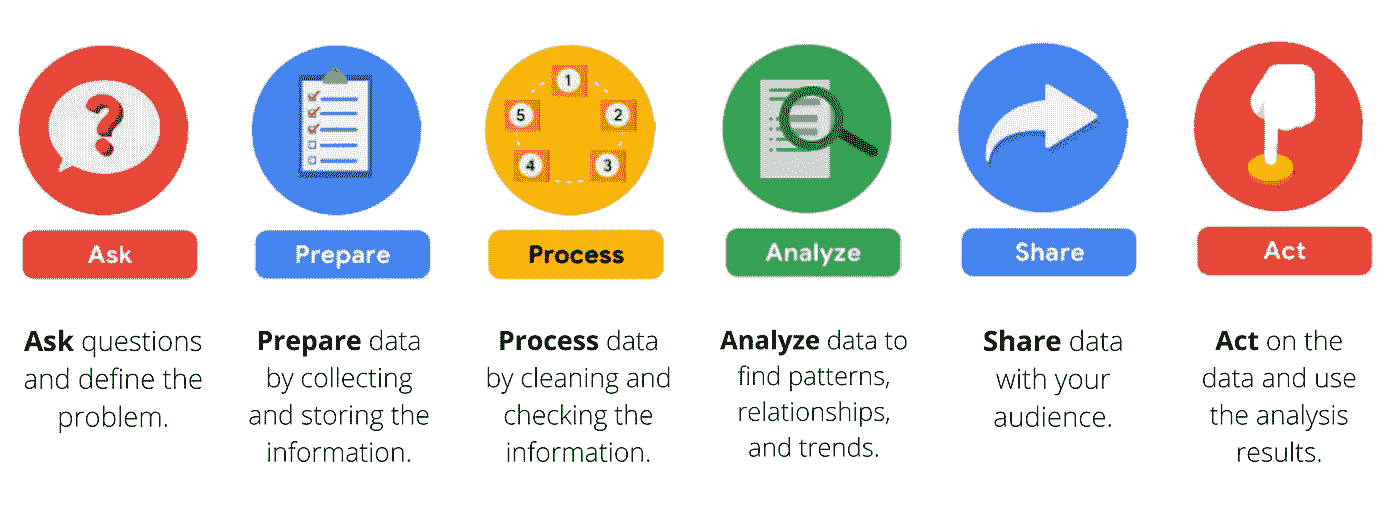 1
5
2
4
3
Ask
Prepare
Process
Analyze
Share
Act
Ask questions
and define the
problem.
Prepare data
by collecting
and storing the
information.
Process data
by cleaning and
checking the
information.
Analyze data to
find patterns,
relationships,
and trends.
Share data
with your
audience.
Act on the
data and use
the analysis
results.